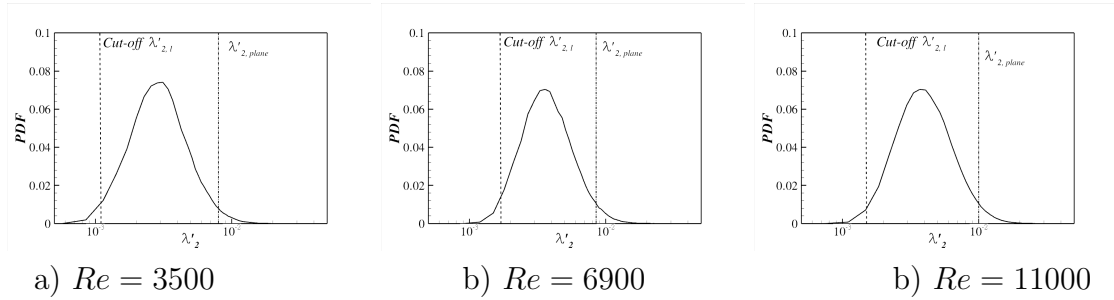 0.1
0.08
0.06
0.04
0.02
0
PDF
Cut-off λ'2, l
λ'2, plane
10-3
10-2
λ'2
a) Re = 3500
0.1
0.08
0.06
0.04
0.02
0
PDF
Cut-off λ'2, l
λ'2, plane
10-3
10-2
λ'2
b) Re = 6900
0.1
0.08
0.06
0.04
0.02
0
PDF
Cut-off λ'2, l
λ'2, plane
10-3
10-2
λ'2
b) Re = 11000